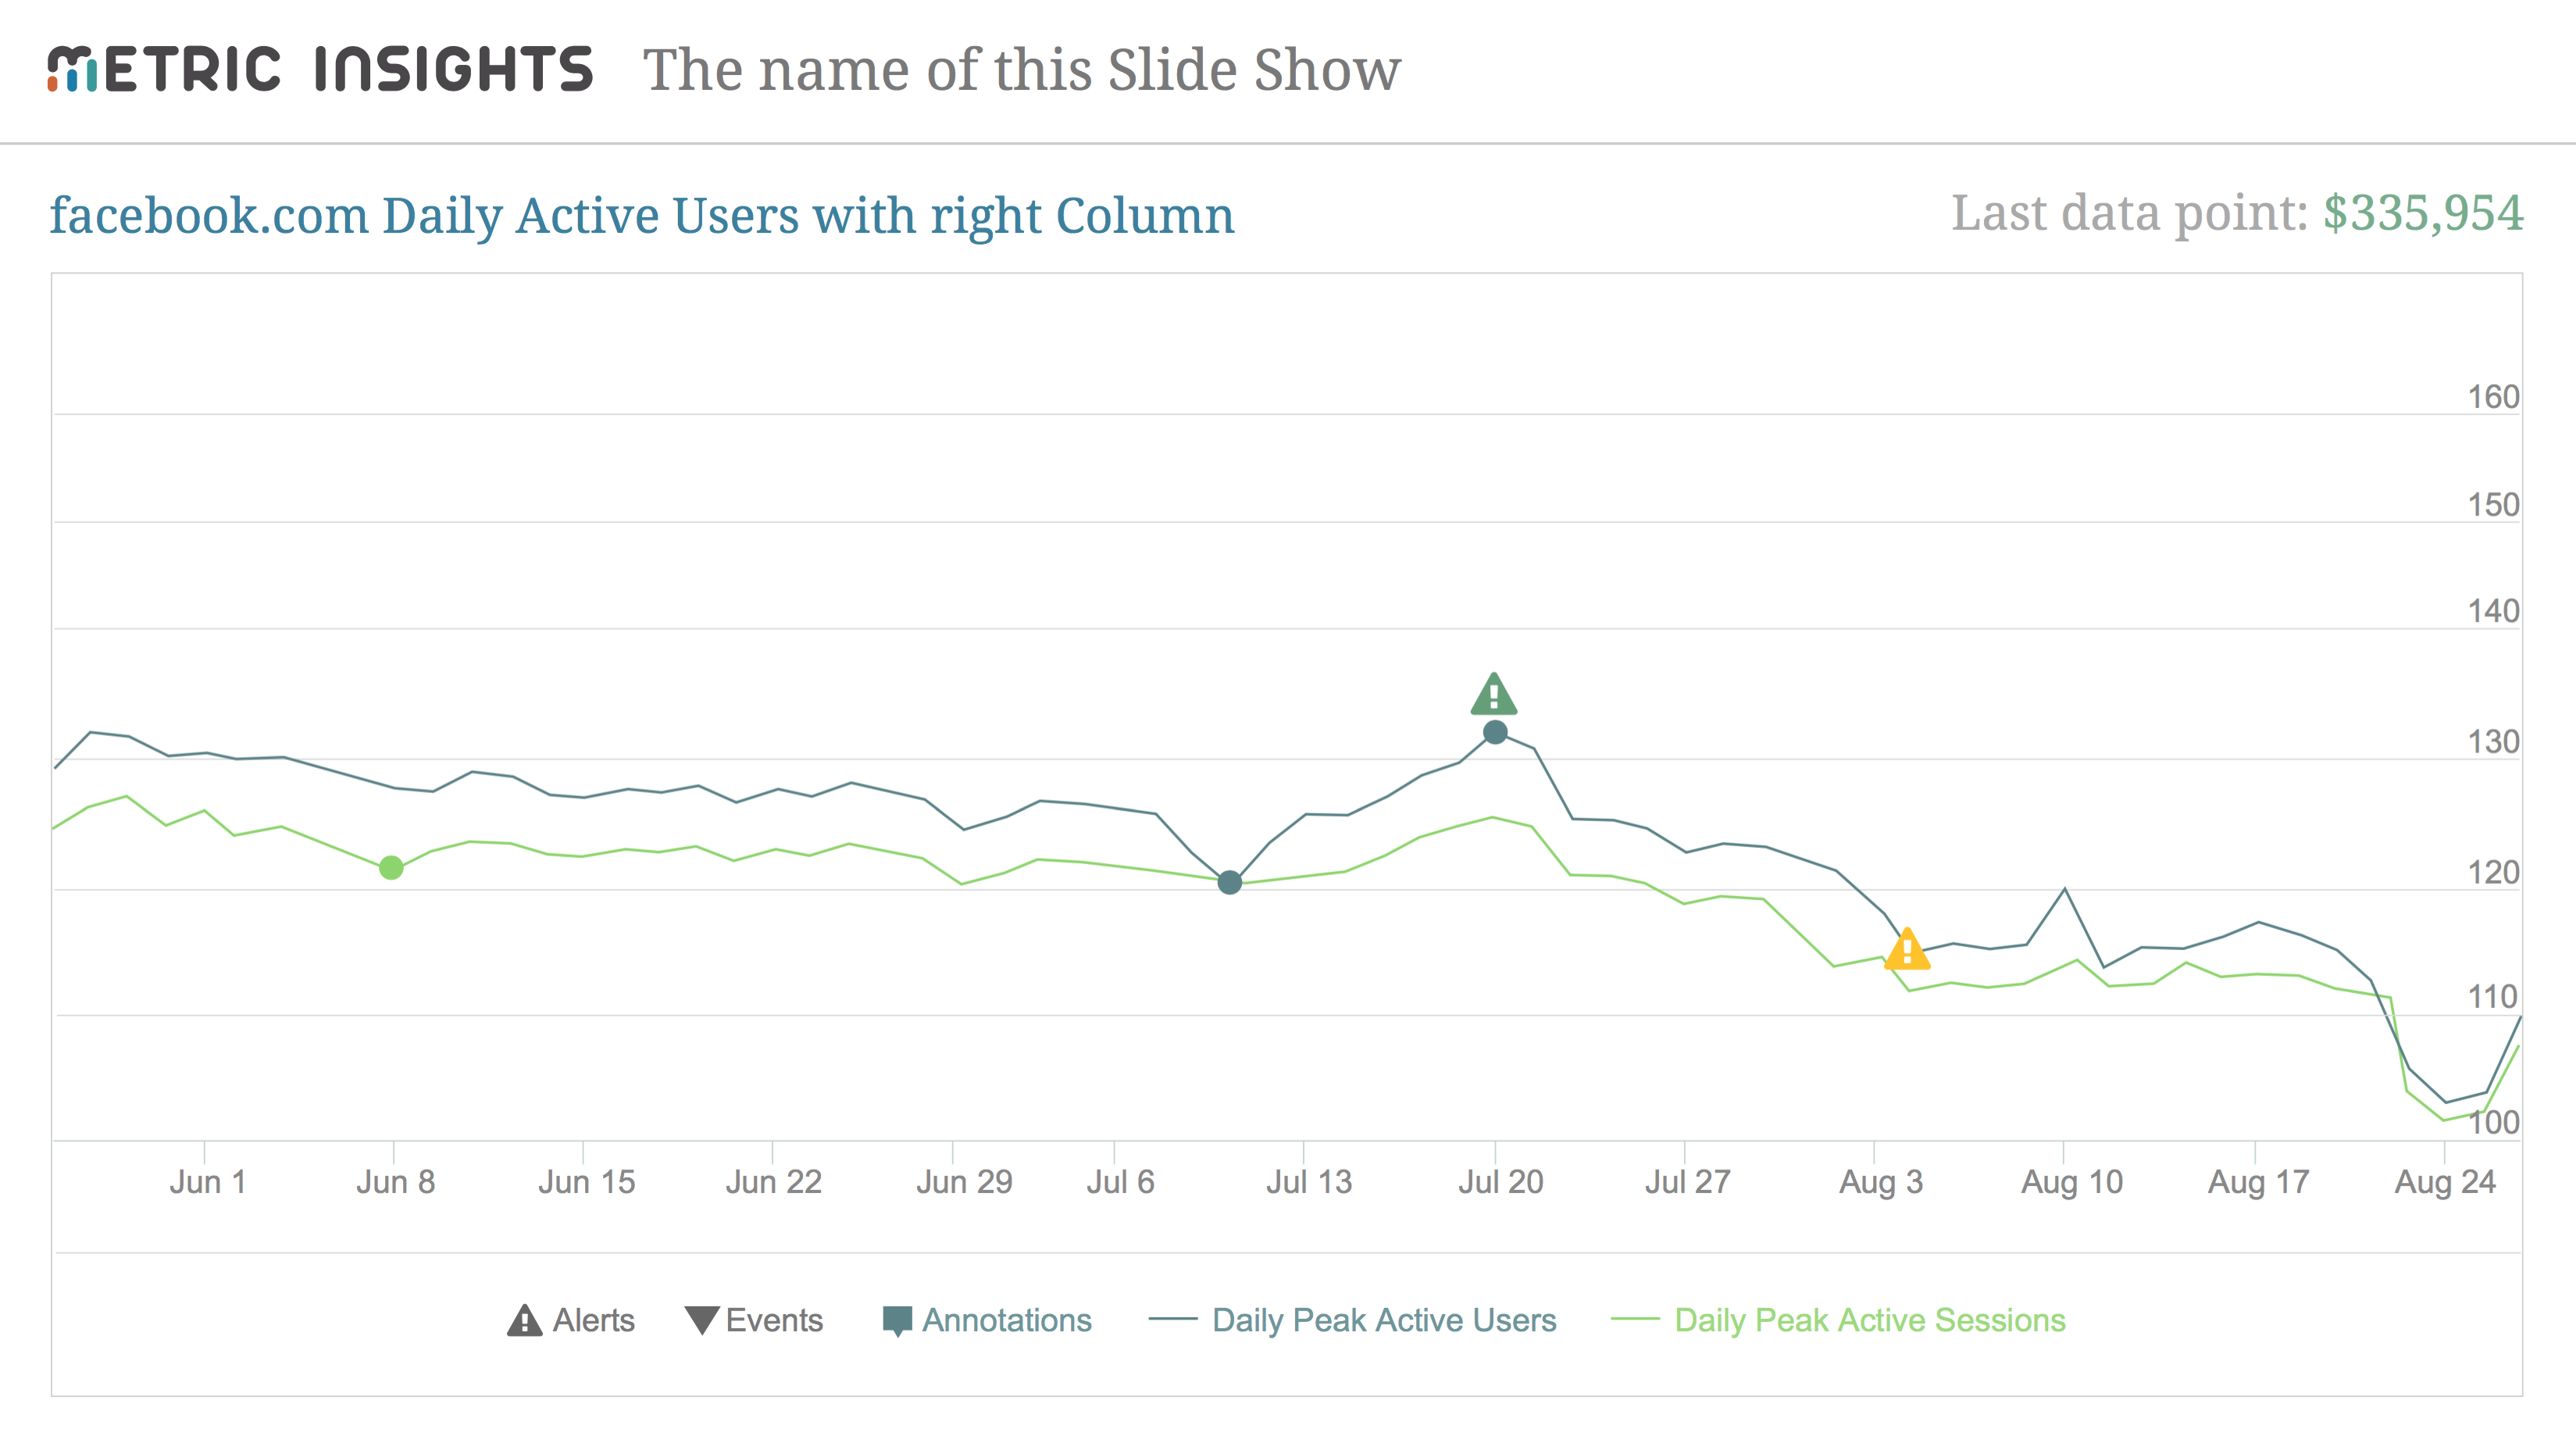 METRIC INSIGHTS The name of this Slide Show
facebook.com Daily Active Users with right Column Last data point: $335,954
160
150
140
130
120
110
100
Jun 1 Jun 8 Jun 15 Jun 22 Jun 29 Jul 6 Jul 13 Jul 20 Jul 27 Aug 3 Aug 10 Aug 17 Aug 24
Alerts Events Annotations Daily Peak Active Users Daily Peak Active Sessions